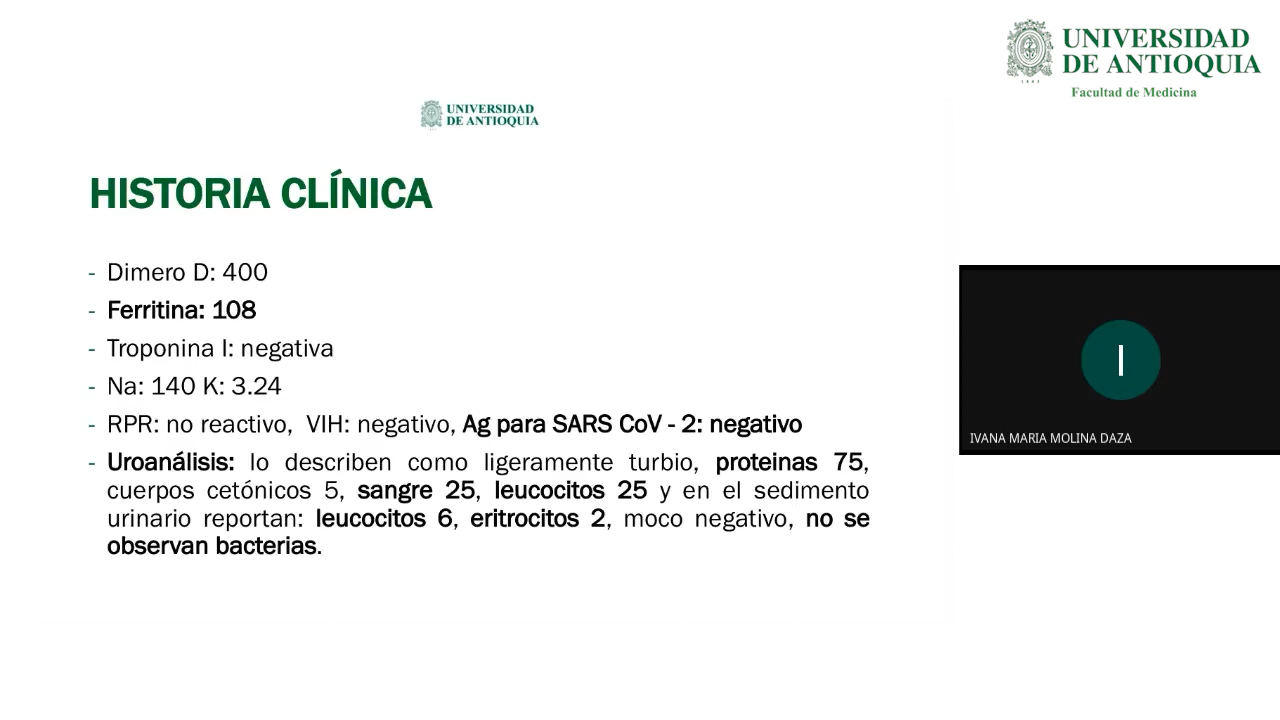 UNIVERSIDAD
DE ANTIOQUIA
1803
Facultad de Medicina
UNIVERSIDAD
DE ANTIOQUIA
HISTORIA CLÍNICA
- Dimero D: 400
- Ferritina: 108
- Troponina I: negativa
- Na: 140 K: 3.24
- RPR: no reactivo, VIH: negativo, Ag para SARS CoV - 2: negativo
- Uroanálisis: lo describen como ligeramente turbio, proteinas 75,
cuerpos cetónicos 5, sangre 25, leucocitos 25 y en el sedimento
urinario reportan: leucocitos 6, eritrocitos 2, moco negativo, no se
observan bacterias.
I
IVANA MARIA MOLINA DAZA